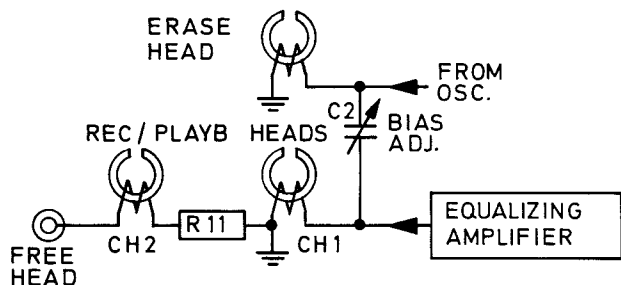 ERASE
HEAD
FROM
OSC.
C2
BIAS
ADJ.
REC / PLAYB HEADS
R 11
CH2
CH1
EQUALIZING
AMPLIFIER
FREE
HEAD